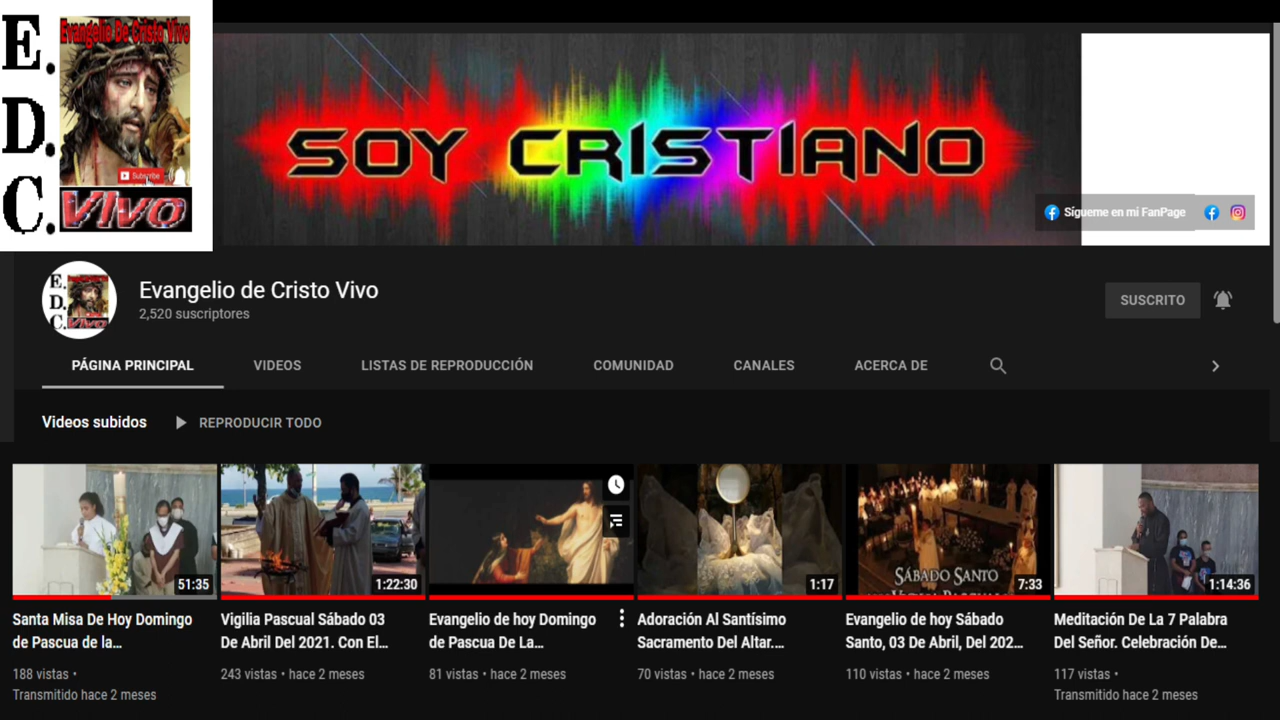 E.
D.
C.
Evangelio De Cristo Vivo
Subscribe
Vivo
SOY CRISTIANO
Sígueme en mi FanPage
E.
D.
C.
Vivo
Evangelio de Cristo Vivo
2,520 suscriptores
SUSCRITO
PÁGINA PRINCIPAL
VIDEOS
LISTAS DE REPRODUCCIÓN
COMUNIDAD
CANALES
ACERCA DE
Videos subidos
REPRODUCIR TODO
51:35
1:22:30
1:17
SÁBADO SANTO
7:33
1:14:36
Santa Misa De Hoy Domingo
de Pascua de la...
188 vistas •
Transmitido hace 2 meses
Vigilia Pascual Sábado 03
De Abril Del 2021. Con El...
243 vistas • hace 2 meses
Evangelio de hoy Domingo
de Pascua De La...
81 vistas • hace 2 meses
Adoración Al Santísimo
Sacramento Del Altar....
70 vistas • hace 2 meses
Evangelio de hoy Sábado
Santo, 03 De Abril, Del 202...
110 vistas • hace 2 meses
Meditación De La 7 Palabra
Del Señor. Celebración De...
117 vistas •
Transmitido hace 2 meses